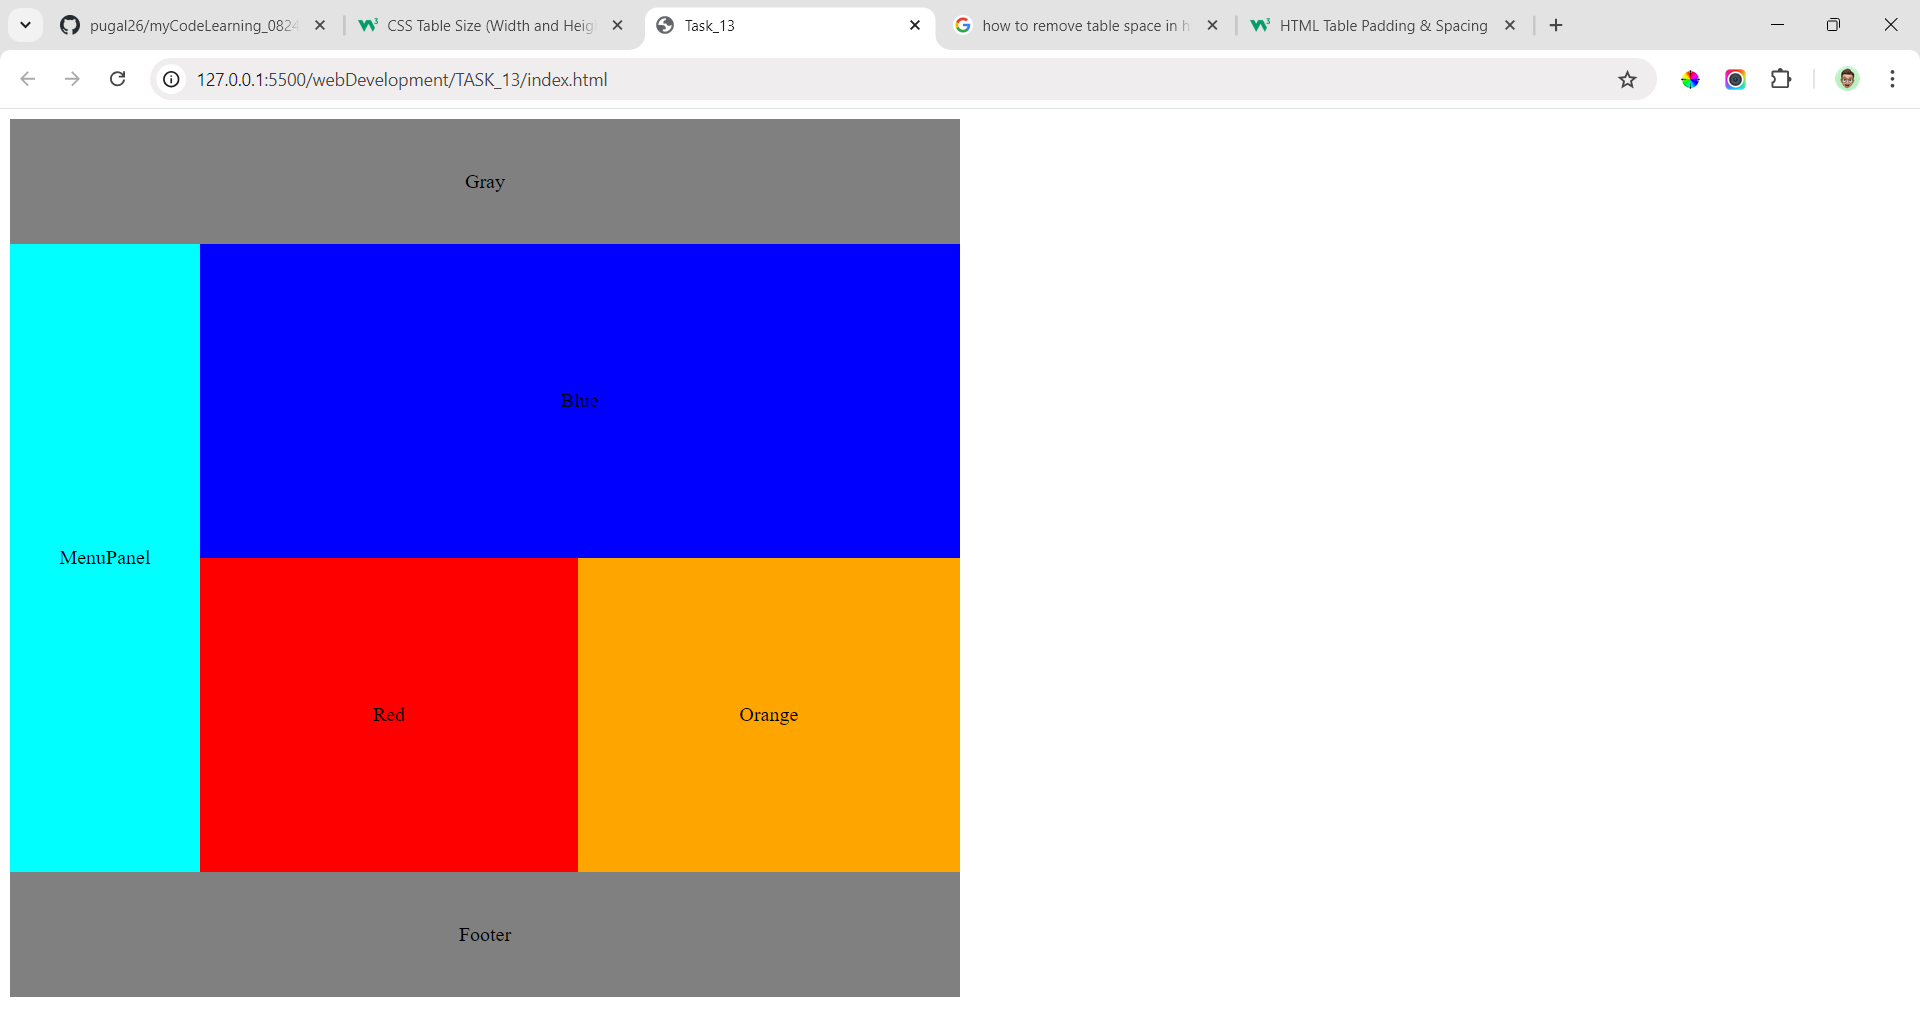 pugal26/myCodeLearning_0824
CSS Table Size (Width and Heig
Task_13
how to remove table space in h
HTML Table Padding & Spacing
127.0.0.1:5500/webDevelopment/TASK_13/index.html
Gray
Blue
MenuPanel
Red
Orange
Footer